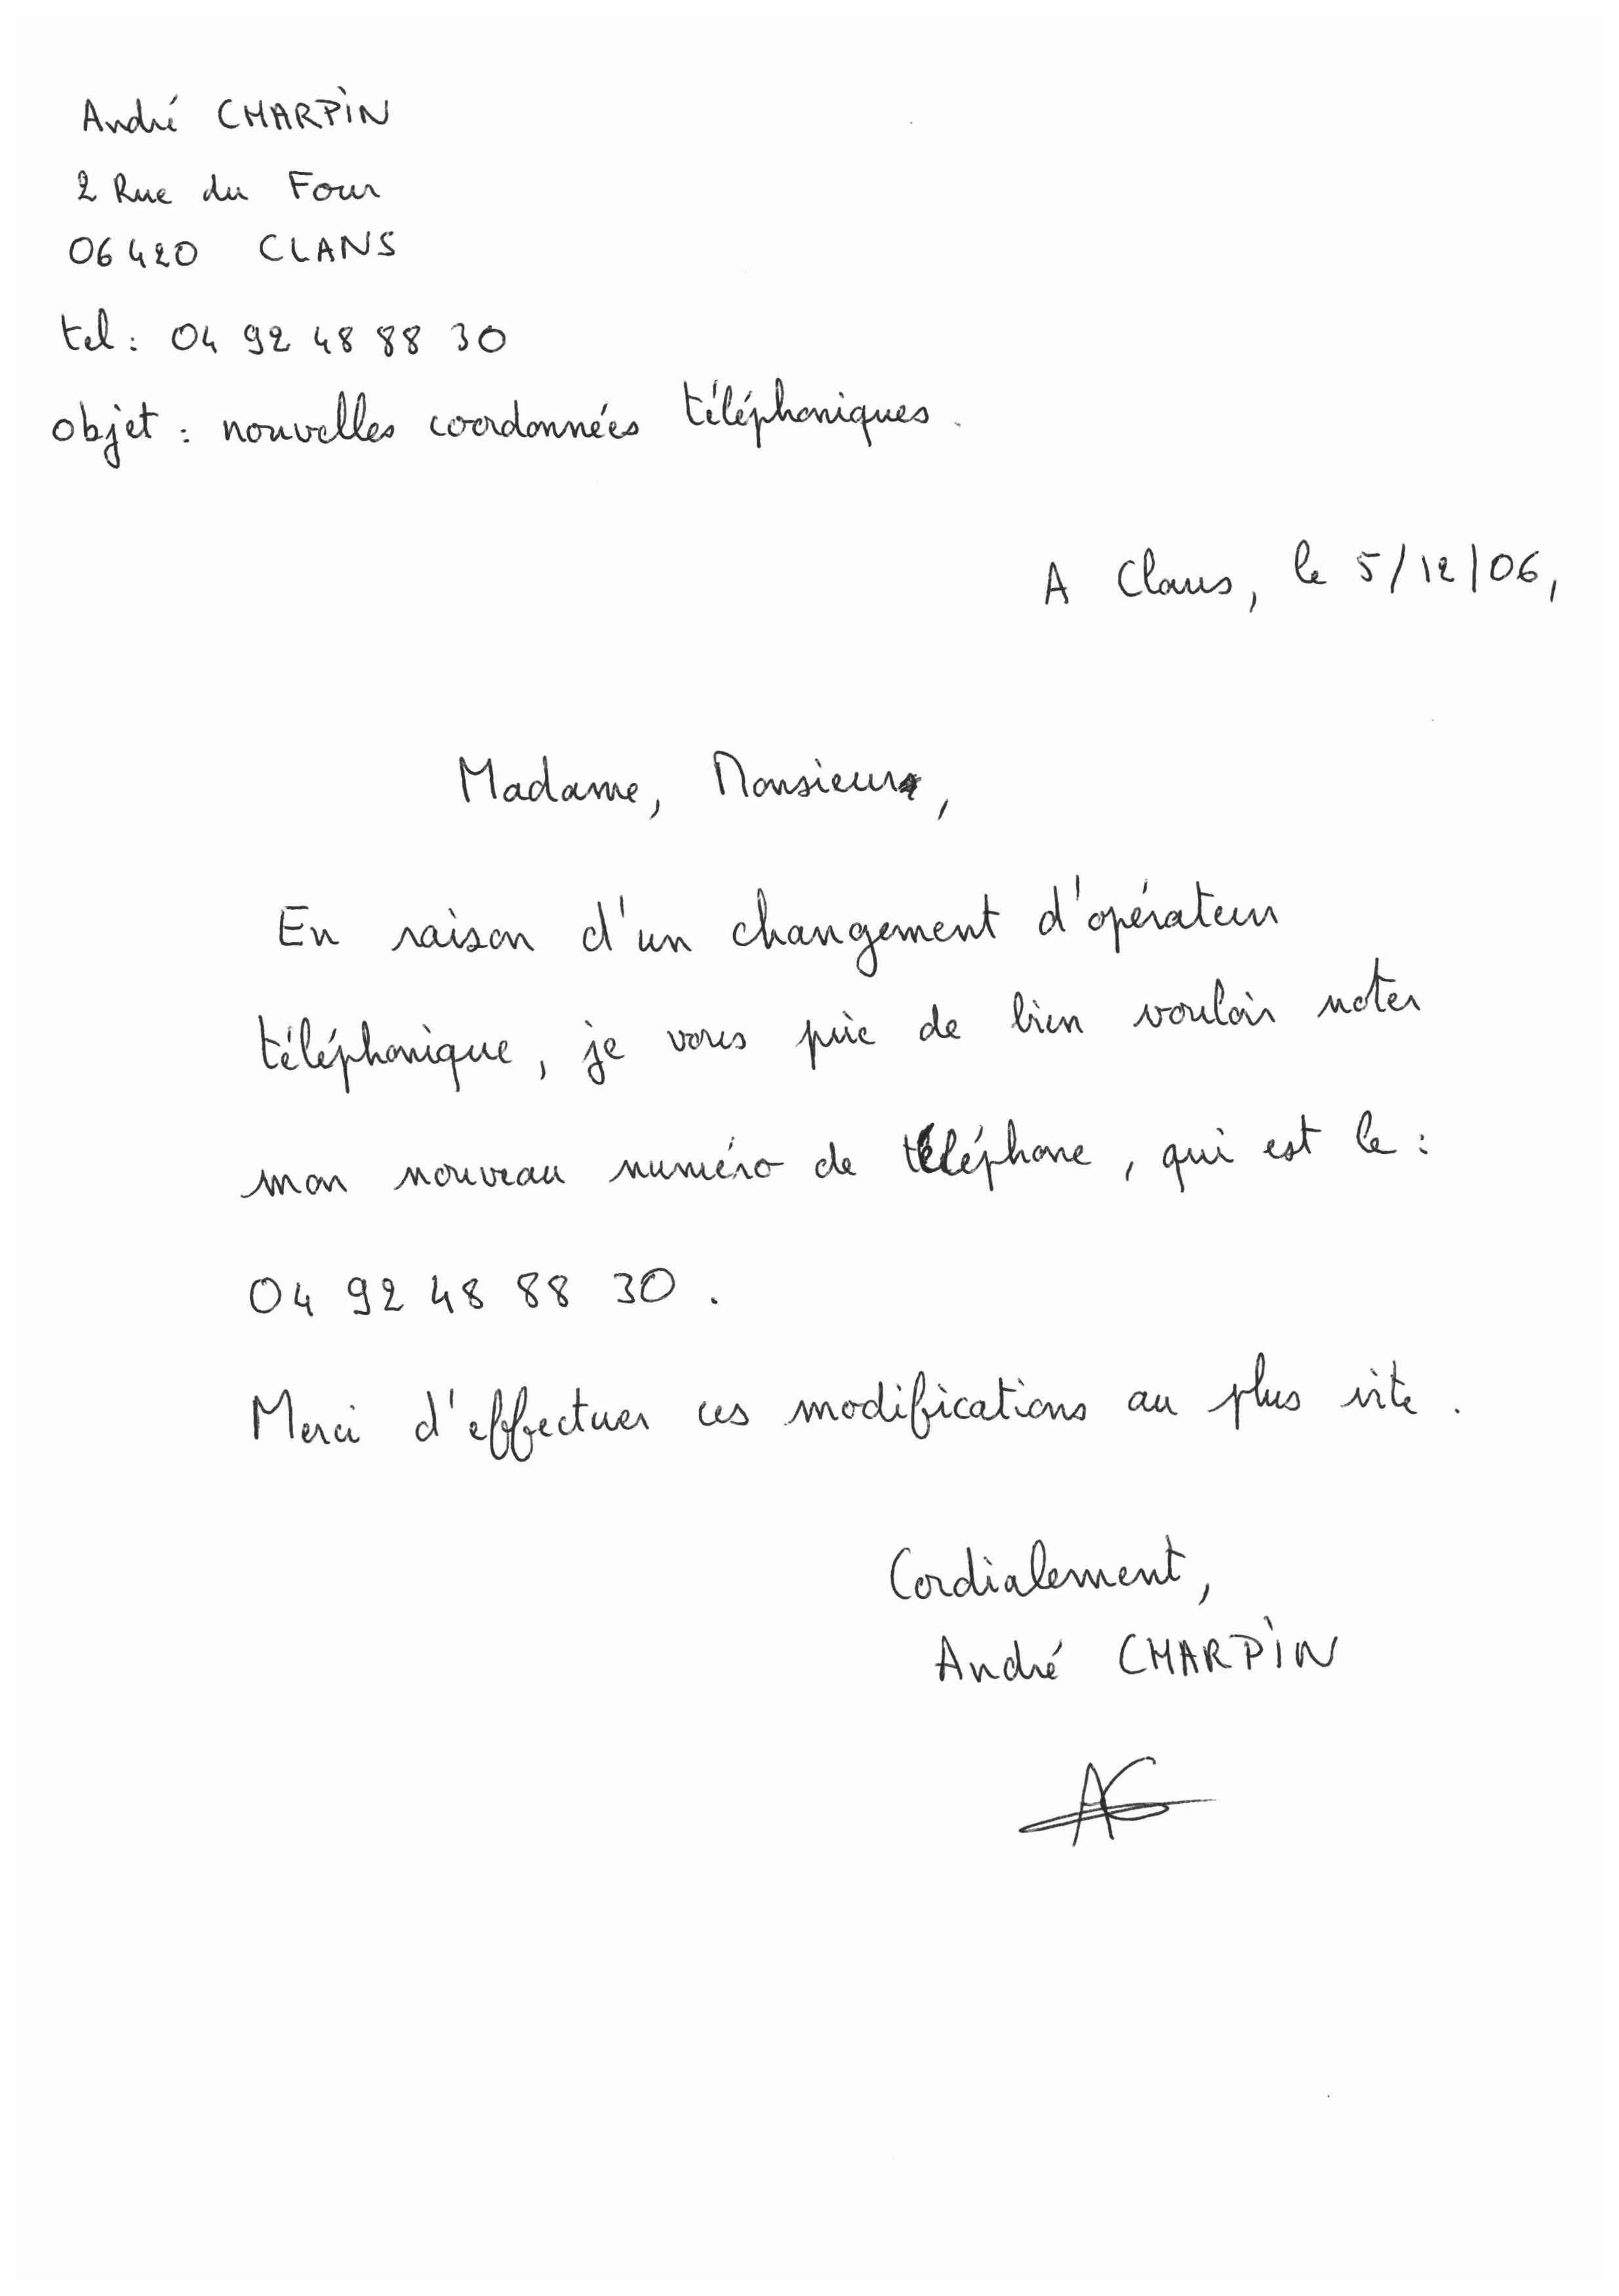 André CHARPIN
2 Rue du Four
06420 CLANS
tel : 04 92 48 88 30
objet : nouvelles coordonnées téléphoniques.
A Clans, le 5/12/06,
Madame, Monsieur,
En raison d'un changement d'opérateur
téléphonique, je vous prie de bien vouloir noter
mon nouveau numéro de téléphone, qui est le :
04 92 48 88 30.
Merci d'effectuer ces modifications au plus vite.
Cordialement,
André CHARPIN
AC